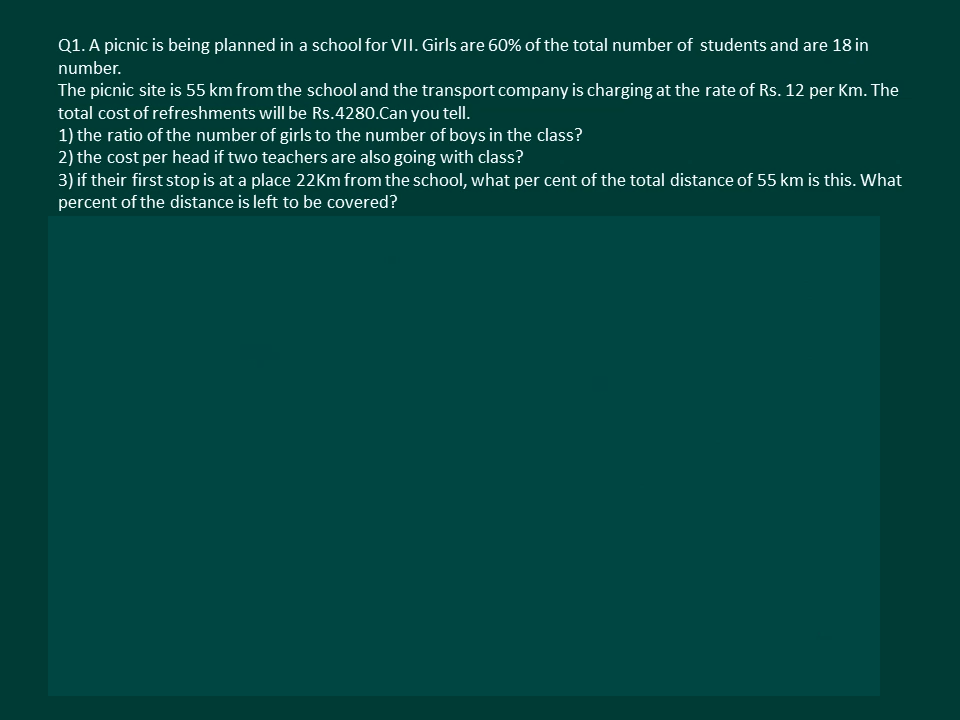 Q1. A picnic is being planned in a school for VII. Girls are 60% of the total number of students and are 18 in
number.
The picnic site is 55 km from the school and the transport company is charging at the rate of Rs. 12 per Km. The
total cost of refreshments will be Rs.4280.Can you tell.
1) the ratio of the number of girls to the number of boys in the class?
2) the cost per head if two teachers are also going with class?
3) if their first stop is at a place 22Km from the school, what per cent of the total distance of 55 km is this. What
percent of the distance is left to be covered?